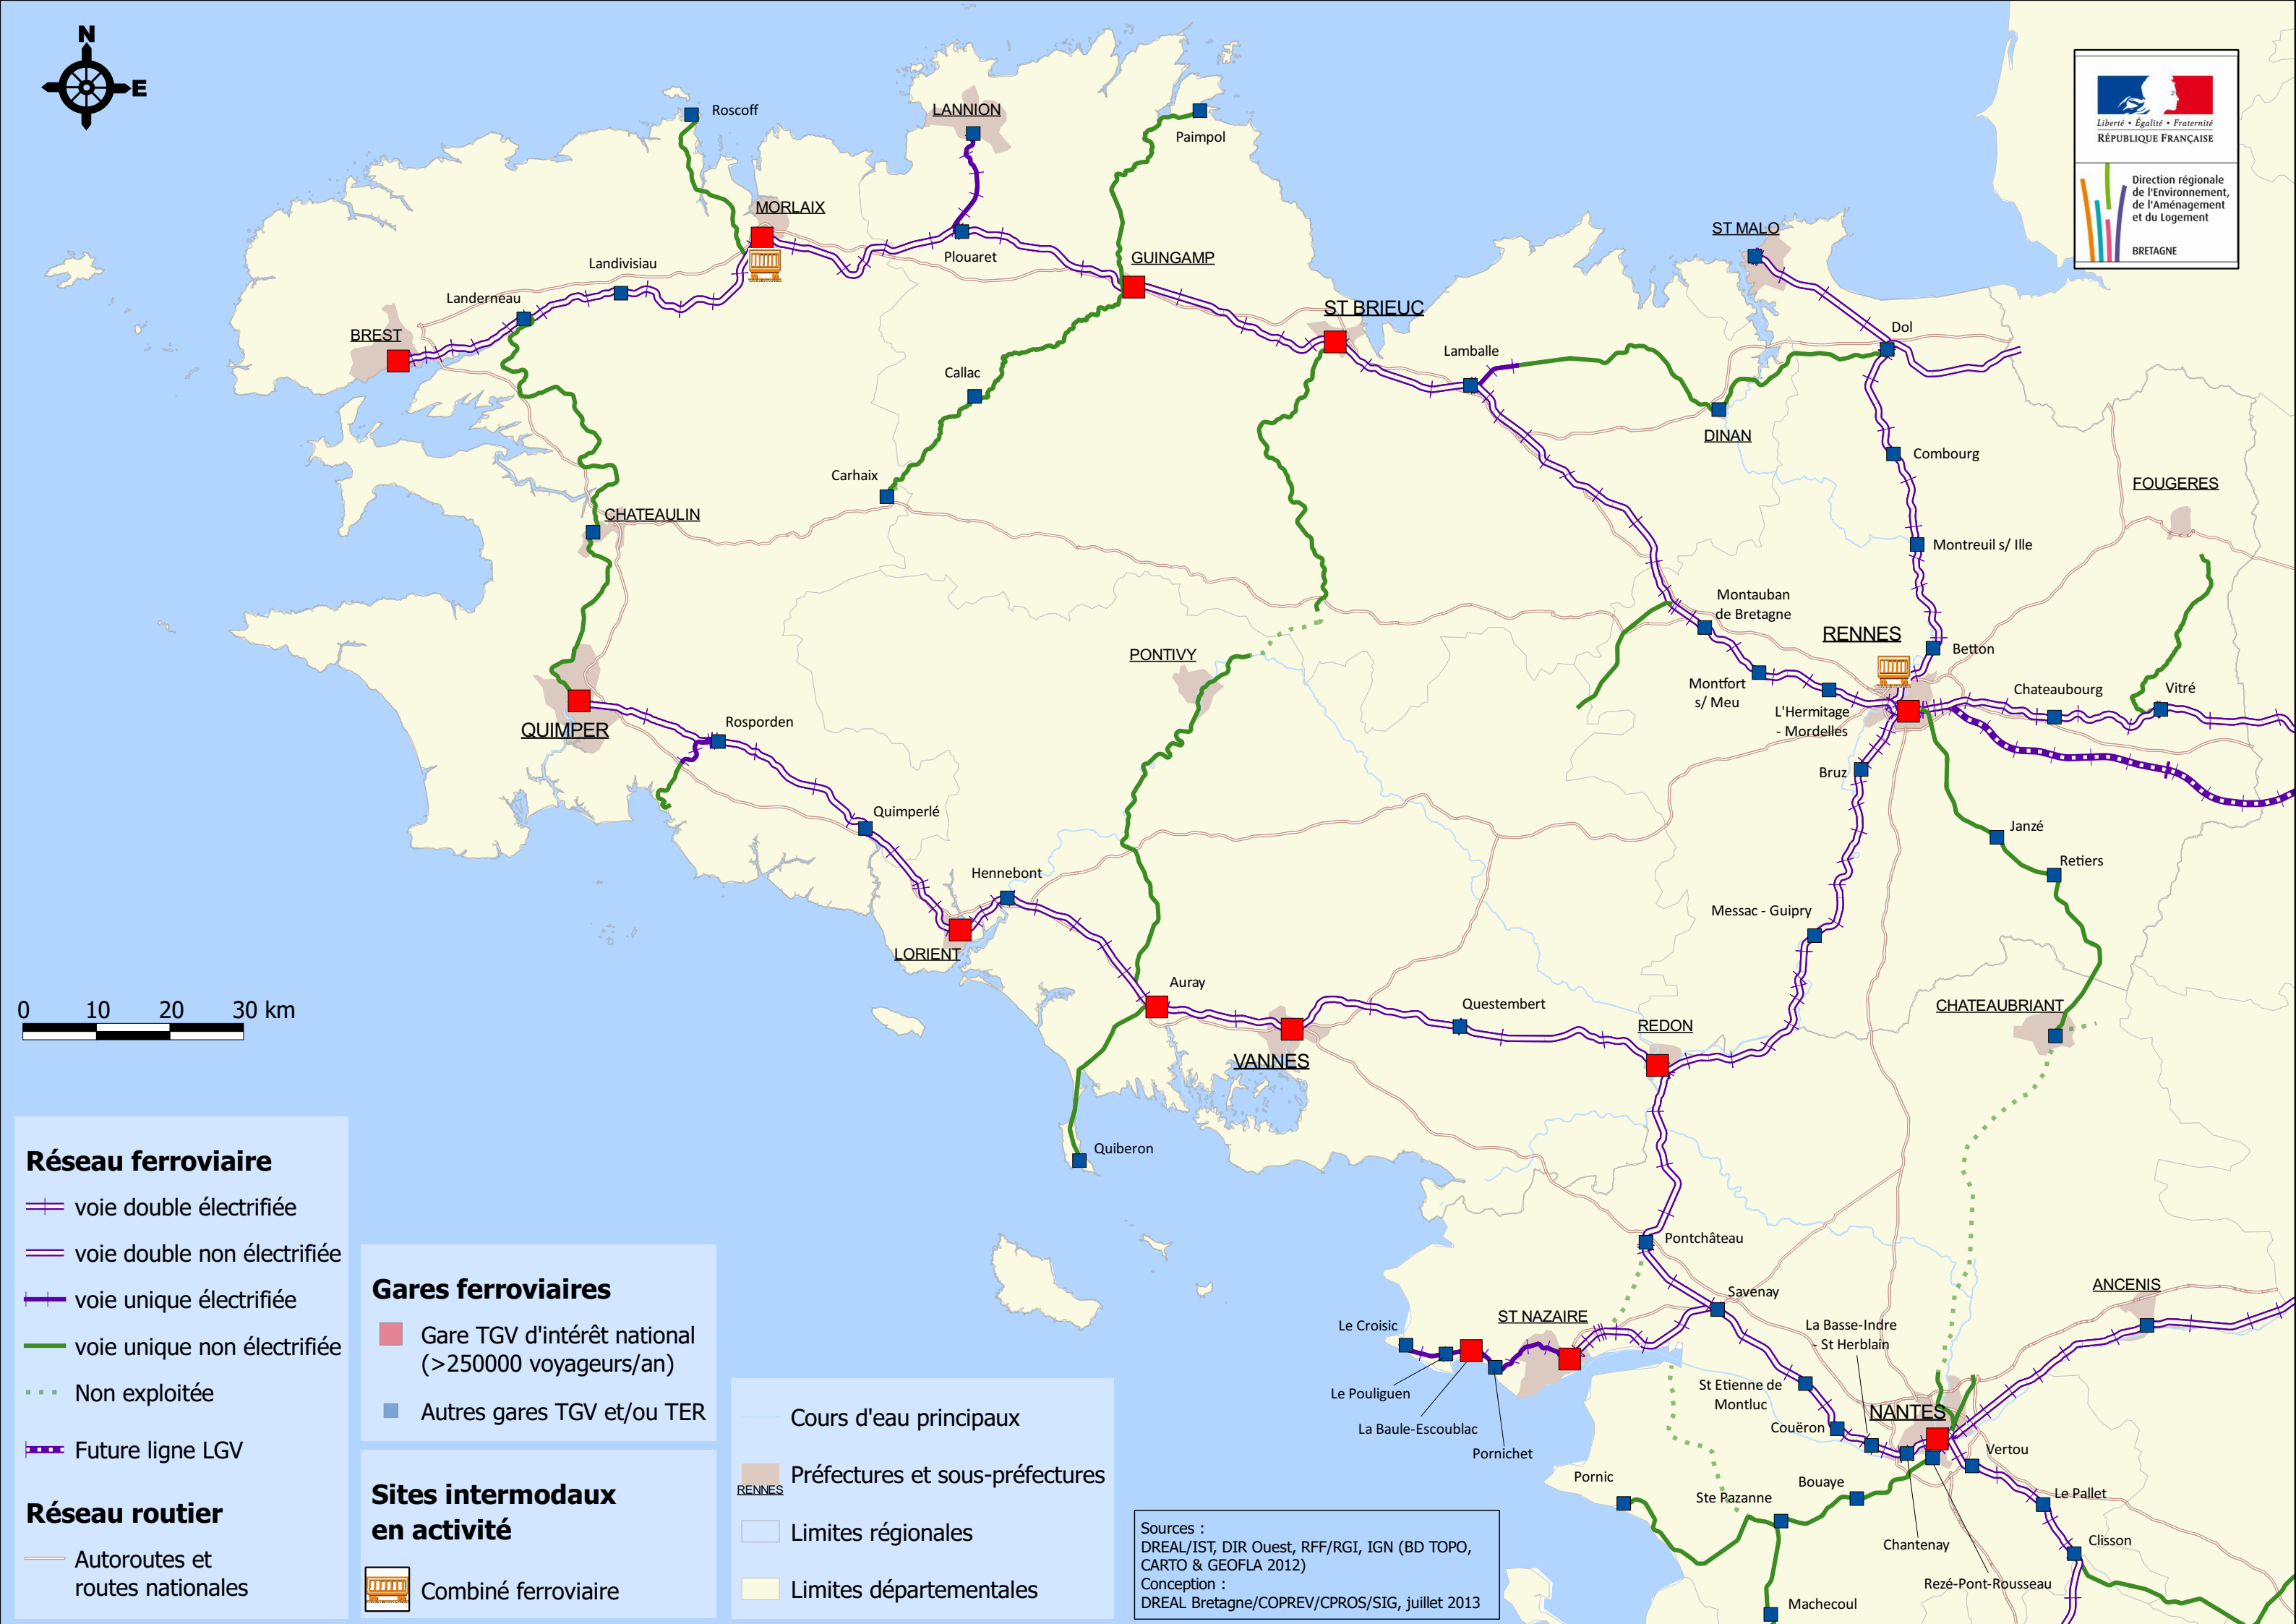 N
E
Roscoff
LANNION
Paimpol
MORLAIX
Plouaret
GUINGAMP
Landivisiau
Landerneau
BREST
ST BRIEUC
Lamballe
ST MALO
Dol
DINAN
Combourg
Callac
Carhaix
CHATEAULIN
FOUGERES
Montreuil s/ Ille
Montauban
de Bretagne
RENNES
Betton
PONTIVY
Montfort
s/ Meu
L'Hermitage
- Mordelles
Chateaubourg
Vitré
QUIMPER
Rosporden
Bruz
Quimperlé
Janzé
Retiers
Hennebont
LORIENT
Messac - Guipry
Auray
VANNES
Questembert
REDON
CHATEAUBRIANT
Quiberon
Pontchâteau
Savenay
ANCENIS
ST NAZAIRE
Le Croisic
La Basse-Indre
- St Herblain
Le Pouliguen
La Baule-Escoublac
Pornichet
St Etienne de
Montluc
Couëron
NANTES
Vertou
Pornic
Bouaye
Ste Pazanne
Le Pallet
Chantenay
Clisson
Rezé-Pont-Rousseau
Machecoul
Liberté • Égalité • Fraternité
RÉPUBLIQUE FRANÇAISE
Direction régionale
de l'Environnement,
de l'Aménagement
et du Logement
BRETAGNE
0 10 20 30 km
Réseau ferroviaire
voie double électrifiée
voie double non électrifiée
voie unique électrifiée
voie unique non électrifiée
Non exploitée
Future ligne LGV
Réseau routier
Autoroutes et
routes nationales
Gares ferroviaires
Gare TGV d'intérêt national
(>250000 voyageurs/an)
Autres gares TGV et/ou TER
Sites intermodaux
en activité
Combiné ferroviaire
Cours d'eau principaux
Préfectures et sous-préfectures
RENNES
Limites régionales
Limites départementales
Sources :
DREAL/IST, DIR Ouest, RFF/RGI, IGN (BD TOPO,
CARTO & GEOFLA 2012)
Conception :
DREAL Bretagne/COPREV/CPROS/SIG, juillet 2013